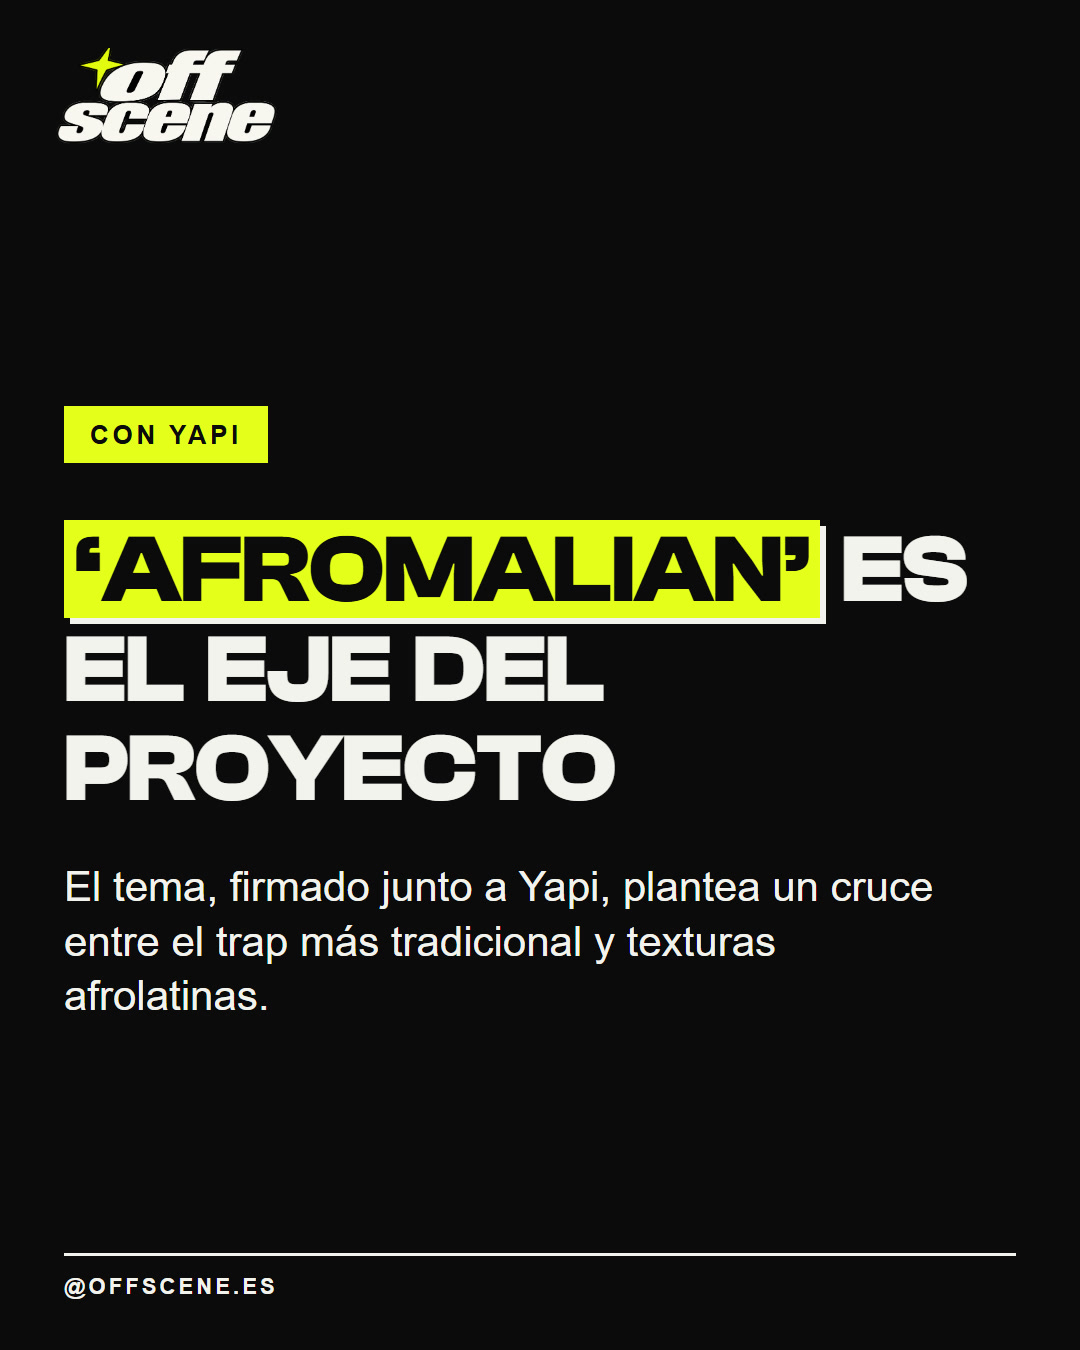 off
scene
CON YAPI
‘AFROMALIAN’ ES
EL EJE DEL
PROYECTO
El tema, firmado junto a Yapi, plantea un cruce
entre el trap más tradicional y texturas
afrolatinas.
@OFFSCENE.ES